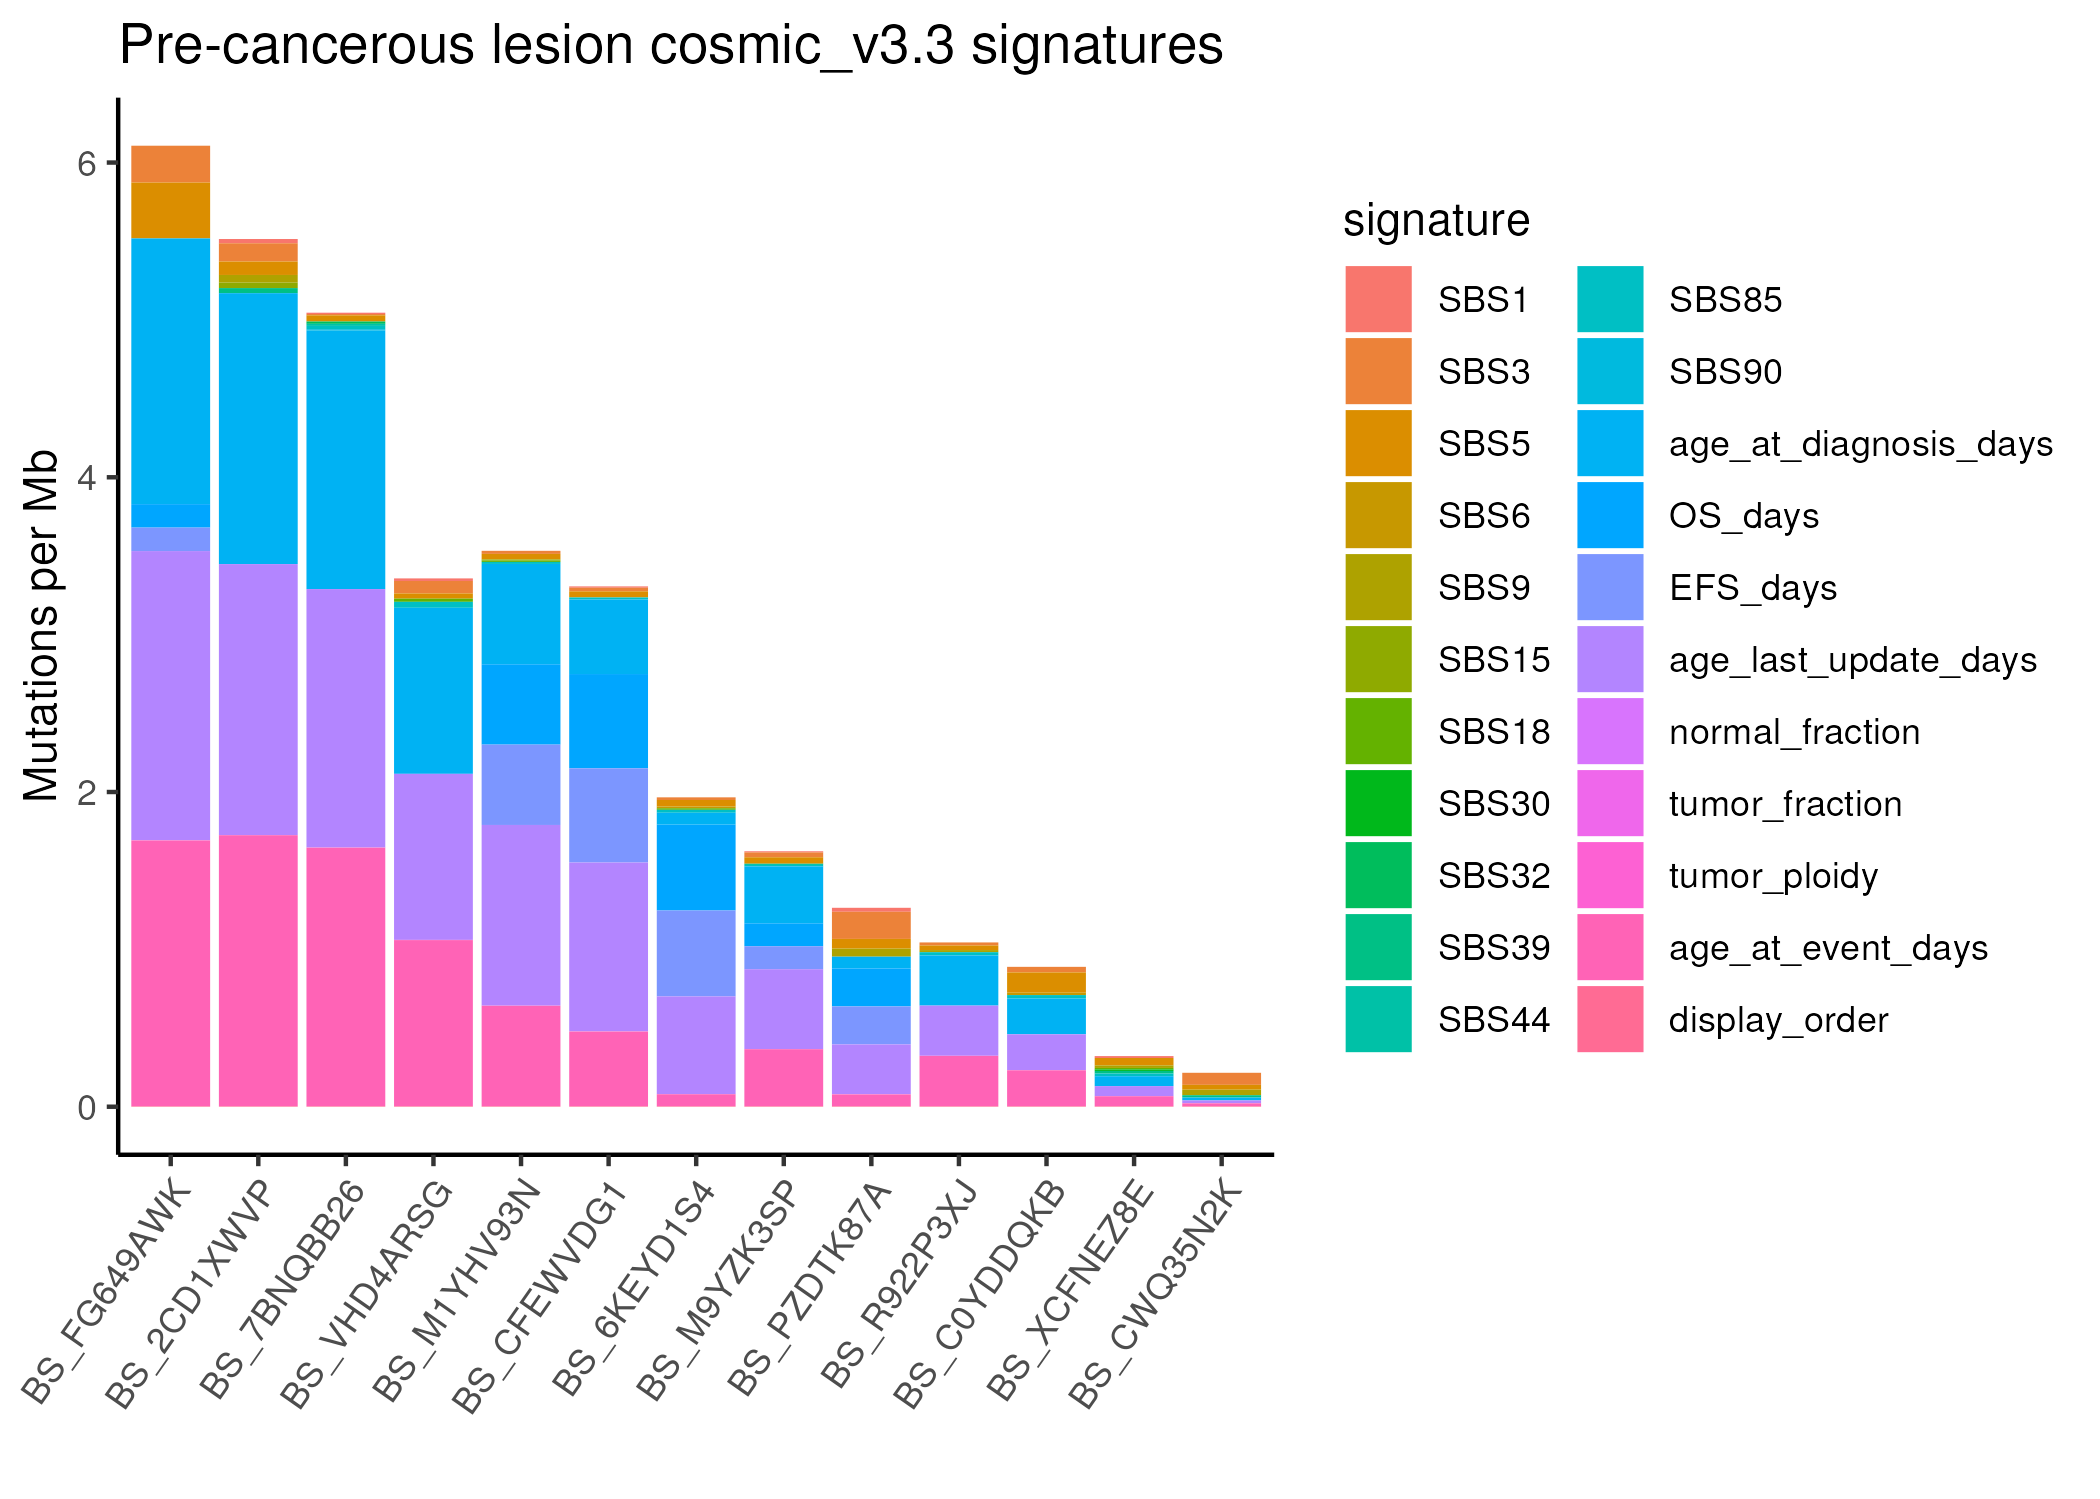 Pre-cancerous lesion cosmic_v3.3 signatures
Mutations per Mb
6
4
2
0
BS_FG649AWK
BS_2CD1XWVP
BS_7BNQBB26
BS_VHD4ARSG
BS_M1YHV93N
BS_CFEWVDG1
BS_6KEYD1S4
BS_M9YZK3SP
BS_PZDTK87A
BS_R922P3XJ
BS_C0YDDQKB
BS_XCFNEZ8E
BS_CWQ35N2K
signature
SBS1
SBS3
SBS5
SBS6
SBS9
SBS15
SBS18
SBS30
SBS32
SBS39
SBS44
SBS85
SBS90
age_at_diagnosis_days
OS_days
EFS_days
age_last_update_days
normal_fraction
tumor_fraction
tumor_ploidy
age_at_event_days
display_order